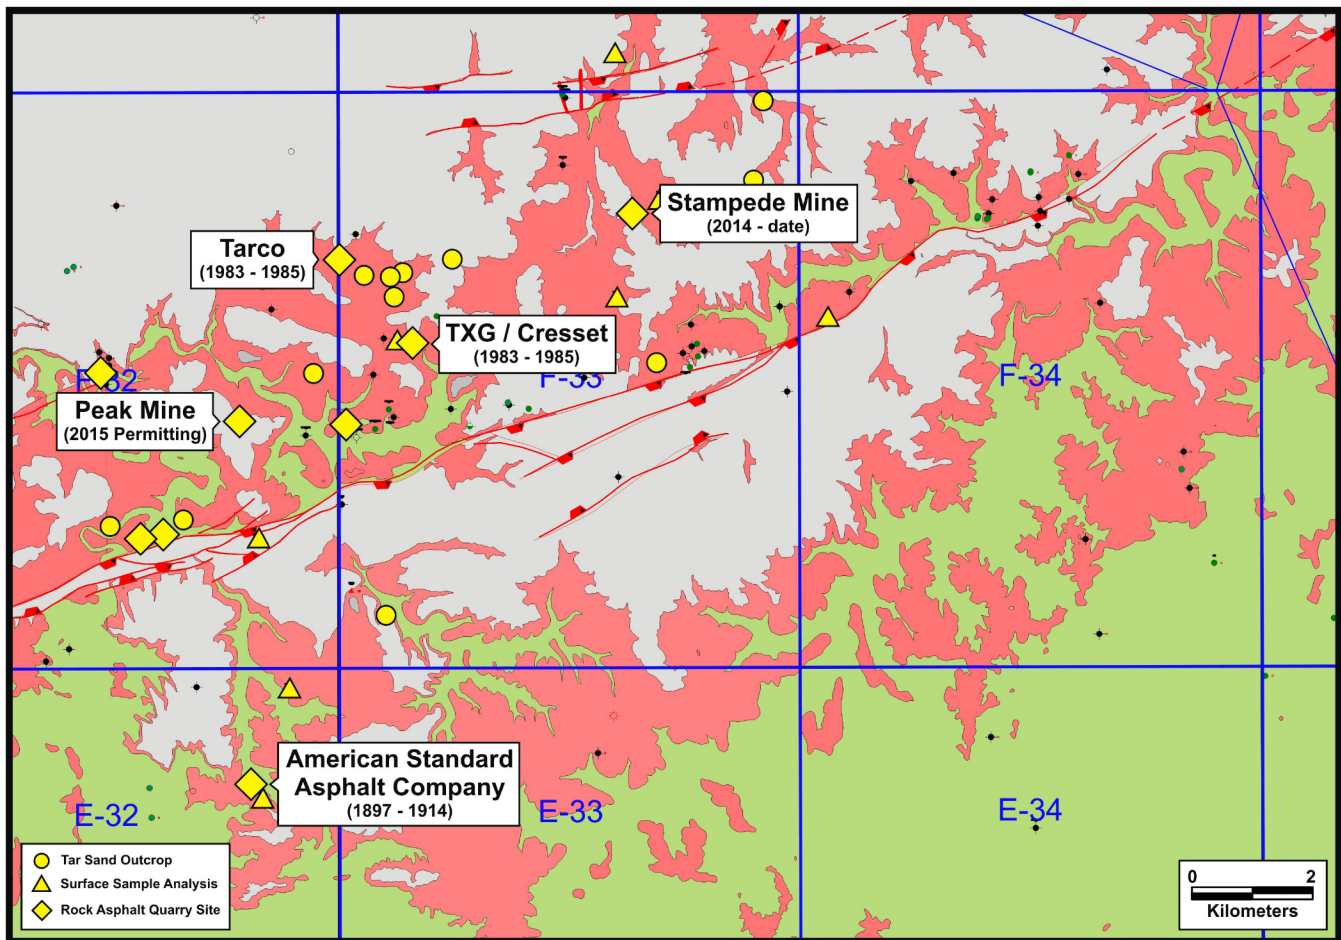 Stampede Mine
(2014 - date)
Tarco
(1983 - 1985)
TXG / Cresset
(1983 - 1985)
F-32
F-33
F-34
Peak Mine
(2015 Permitting)
American Standard
Asphalt Company
(1897 - 1914)
E-32
E-33
E-34
Tar Sand Outcrop
Surface Sample Analysis
Rock Asphalt Quarry Site
0 2
Kilometers